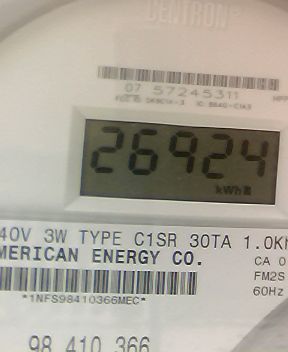 CENTRON®
07 57245311
26924
kWh
40V 3W TYPE C1SR 30TA 1.0Kh
MERICAN ENERGY CO.
CA 0
FM2S
60Hz
*1NFS98410366MEC*
98 410 366